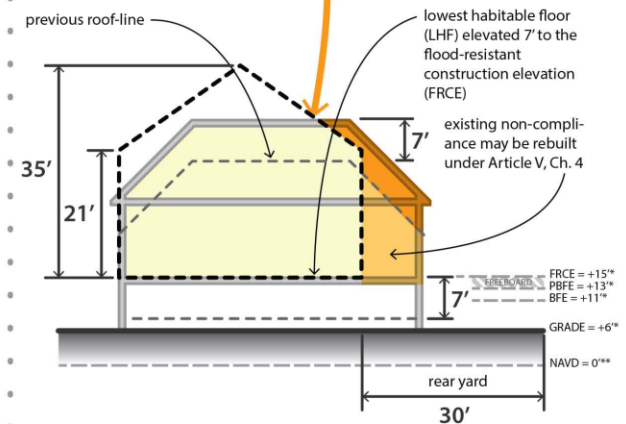 previous roof-line
lowest habitable floor
(LHF) elevated 7' to the
flood-resistant
construction elevation
(FRCE)
existing non-compli-
ance may be rebuilt
under Article V, Ch. 4
7'
35'
21'
7'
FREEBOARD
FRCE = +15'*
PBFE = +13'*
BFE = +11'*
GRADE = +6'*
NAVD = 0'**
rear yard
30'